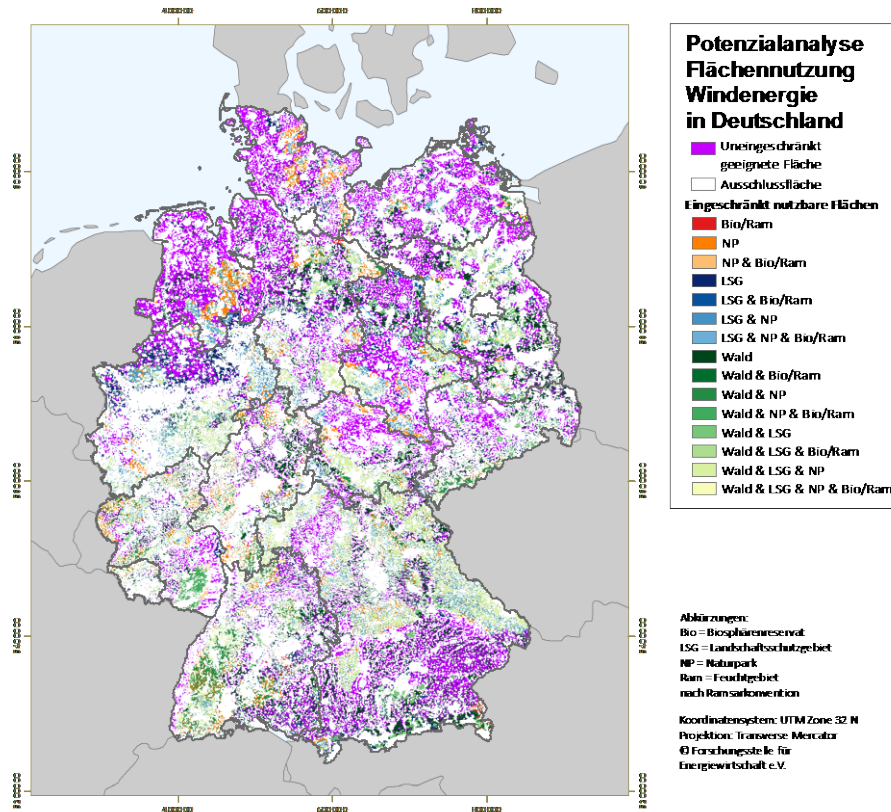 Potenzialanalyse
Flächennutzung
Windenergie
in Deutschland
Uneingeschränkt
geeignete Fläche
Ausschlussfläche
Eingeschränkt nutzbare Flächen
Bio/Ram
NP
NP & Bio/Ram
LSG
LSG & Bio/Ram
LSG & NP
LSG & NP & Bio/Ram
Wald
Wald & Bio/Ram
Wald & NP
Wald & NP & Bio/Ram
Wald & LSG
Wald & LSG & Bio/Ram
Wald & LSG & NP
Wald & LSG & NP & Bio/Ram
Abkürzungen:
Bio = Biosphärenreservat
LSG = Landschaftsschutzgebiet
NP = Naturpark
Ram = Feuchtgebiet
nach Ramsarkonvention
Koordinatensystem: UTM Zone 32 N
Projektion: Transverse Mercator
© Forschungsstelle für
Energiewirtschaft e.V.